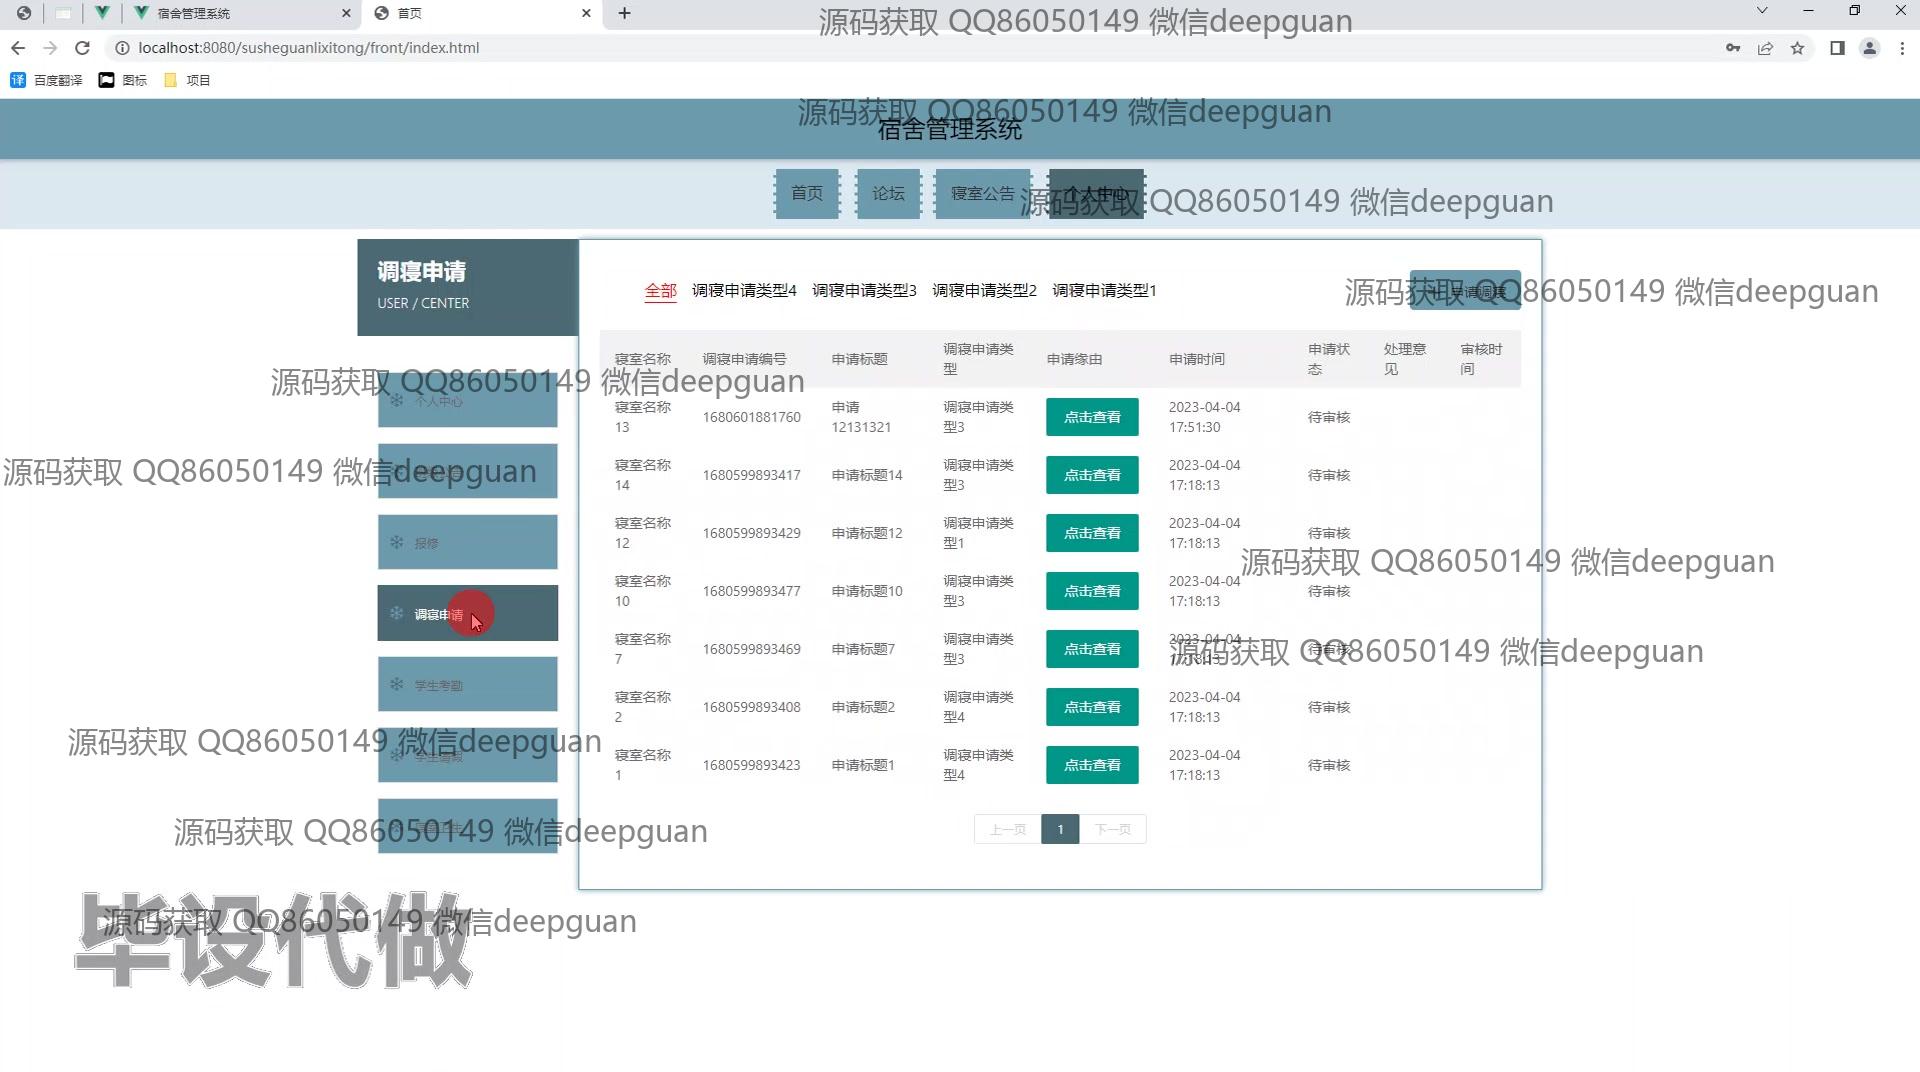 宿舍管理系统
首页
源码获取 QQ86050149 微信deepguan
localhost:8080/susheguanlixitong/front/index.html
百度翻译 图标 项目
源码获取 QQ86050149 微信deepguan
宿舍管理系统
首页 论坛 寝室公告 个人中心
源码获取 QQ86050149 微信deepguan
调寝申请
USER / CENTER
全部 调寝申请类型4 调寝申请类型3 调寝申请类型2 调寝申请类型1
申请调寝
源码获取 QQ86050149 微信deepguan
寝室名称 调寝申请编号 申请标题 调寝申请类型 申请缘由 申请时间 申请状态 处理意见 审核时间
源码获取 QQ86050149 微信deepguan
个人中心
寝室名称13 1680601881760 申请12131321 调寝申请类型3 点击查看 2023-04-04 17:51:30 待审核
源码获取 QQ86050149 微信deepguan
寝室名称14 1680599893417 申请标题14 调寝申请类型3 点击查看 2023-04-04 17:18:13 待审核
报修
寝室名称12 1680599893429 申请标题12 调寝申请类型1 点击查看 2023-04-04 17:18:13 待审核
源码获取 QQ86050149 微信deepguan
调寝申请
寝室名称10 1680599893477 申请标题10 调寝申请类型3 点击查看 2023-04-04 17:18:13 待审核
寝室名称7 1680599893469 申请标题7 调寝申请类型3 点击查看 2023-04-04 17:18:13 待审核
源码获取 QQ86050149 微信deepguan
学生考勤
寝室名称2 1680599893408 申请标题2 调寝申请类型4 点击查看 2023-04-04 17:18:13 待审核
源码获取 QQ86050149 微信deepguan
学生请假
寝室名称1 1680599893423 申请标题1 调寝申请类型4 点击查看 2023-04-04 17:18:13 待审核
源码获取 QQ86050149 微信deepguan
上一页 1 下一页
源码获取 QQ86050149 微信deepguan
毕设代做